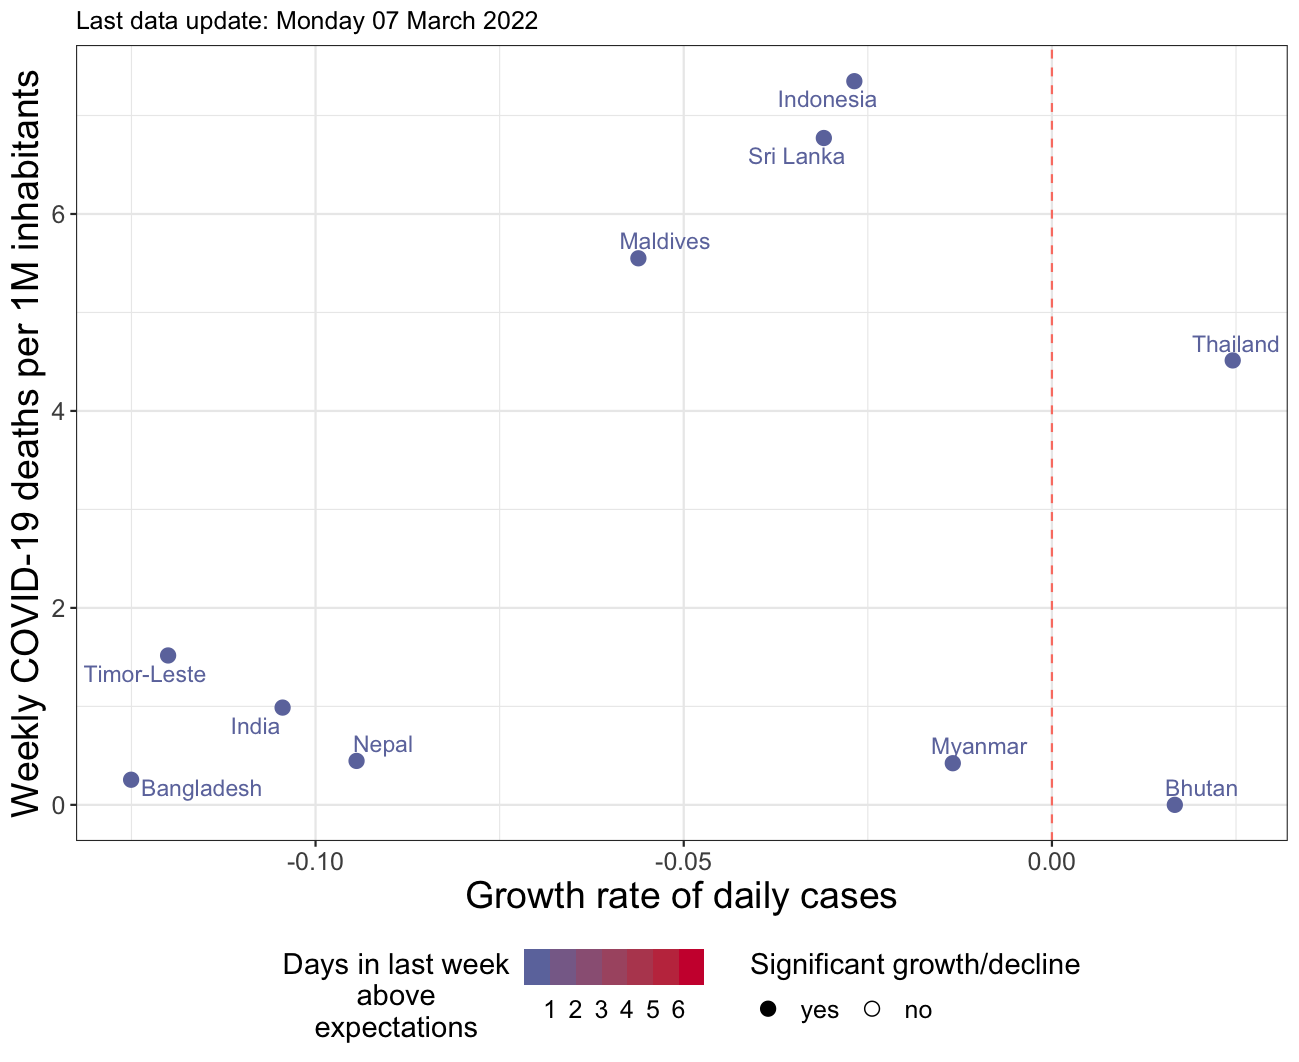 Last data update: Monday 07 March 2022
Weekly COVID-19 deaths per 1M inhabitants
Indonesia
Sri Lanka
6
Maldives
Thailand
4
2
Timor-Leste
India
Nepal
Myanmar
Bangladesh
Bhutan
0
-0.10 -0.05 0.00
Growth rate of daily cases
Days in last week
above
expectations
1 2 3 4 5 6
Significant growth/decline
yes no